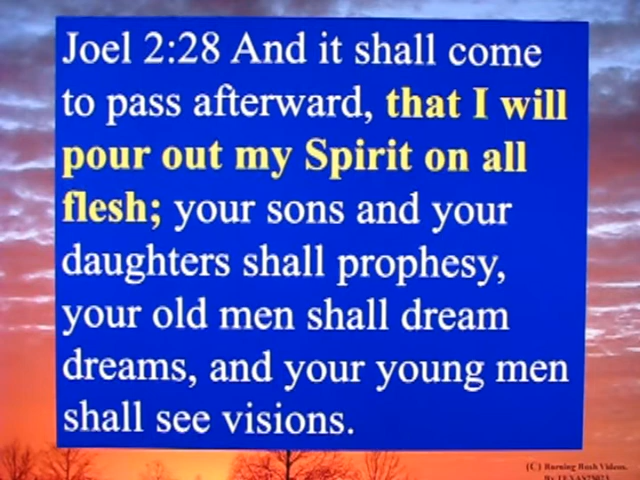 Joel 2:28 And it shall come
to pass afterward, that I will
pour out my Spirit on all
flesh; your sons and your
daughters shall prophesy,
your old men shall dream
dreams, and your young men
shall see visions.
(C) Burning Bush Videos.
By TEXAS75023